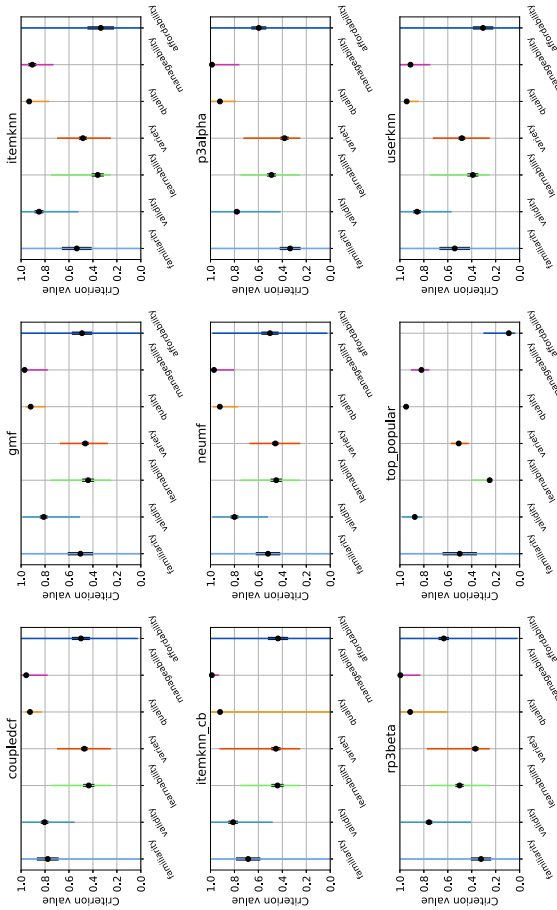 coupledcf
Criterion value
1.0
0.8
0.6
0.4
0.2
0.0
familiarity
validity
learnability
variety
quality
manageability
affordability
gmf
Criterion value
1.0
0.8
0.6
0.4
0.2
0.0
familiarity
validity
learnability
variety
quality
manageability
affordability
itemknn
Criterion value
1.0
0.8
0.6
0.4
0.2
0.0
familiarity
validity
learnability
variety
quality
manageability
affordability
itemknn_cb
Criterion value
1.0
0.8
0.6
0.4
0.2
0.0
familiarity
validity
learnability
variety
quality
manageability
affordability
neumf
Criterion value
1.0
0.8
0.6
0.4
0.2
0.0
familiarity
validity
learnability
variety
quality
manageability
affordability
p3alpha
Criterion value
1.0
0.8
0.6
0.4
0.2
0.0
familiarity
validity
learnability
variety
quality
manageability
affordability
rp3beta
Criterion value
1.0
0.8
0.6
0.4
0.2
0.0
familiarity
validity
learnability
variety
quality
manageability
affordability
top_popular
Criterion value
1.0
0.8
0.6
0.4
0.2
0.0
familiarity
validity
learnability
variety
quality
manageability
affordability
userknn
Criterion value
1.0
0.8
0.6
0.4
0.2
0.0
familiarity
validity
learnability
variety
quality
manageability
affordability